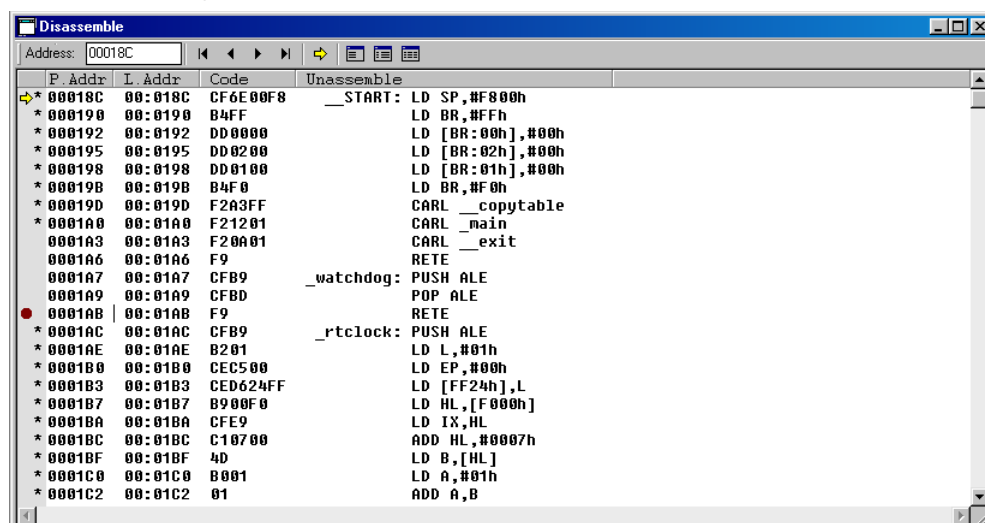 Disassemble
Address: 00018C
P.Addr L.Addr Code Unassemble
* 00018C 00:018C CF6E00F8 __START: LD SP,#F800h
* 000190 00:0190 B4FF LD BR,#FFh
* 000192 00:0192 DD0000 LD [BR:00h],#00h
* 000195 00:0195 DD0200 LD [BR:02h],#00h
* 000198 00:0198 DD0100 LD [BR:01h],#00h
* 00019B 00:019B B4F0 LD BR,#F0h
* 00019D 00:019D F2A3FF CARL __copytable
* 0001A0 00:01A0 F21201 CARL _main
0001A3 00:01A3 F20A01 CARL __exit
0001A6 00:01A6 F9 RETE
0001A7 00:01A7 CFB9 _watchdog: PUSH ALE
0001A9 00:01A9 CFBD POP ALE
0001AB 00:01AB F9 RETE
* 0001AC 00:01AC CFB9 _rtclock: PUSH ALE
* 0001AE 00:01AE B201 LD L,#01h
* 0001B0 00:01B0 CEC500 LD EP,#00h
* 0001B3 00:01B3 CED624FF LD [FF24h],L
* 0001B7 00:01B7 B900F0 LD HL,[F000h]
* 0001BA 00:01BA CFE9 LD IX,HL
* 0001BC 00:01BC C10700 ADD HL,#0007h
* 0001BF 00:01BF 4D LD B,[HL]
* 0001C0 00:01C0 B001 LD A,#01h
* 0001C2 00:01C2 01 ADD A,B